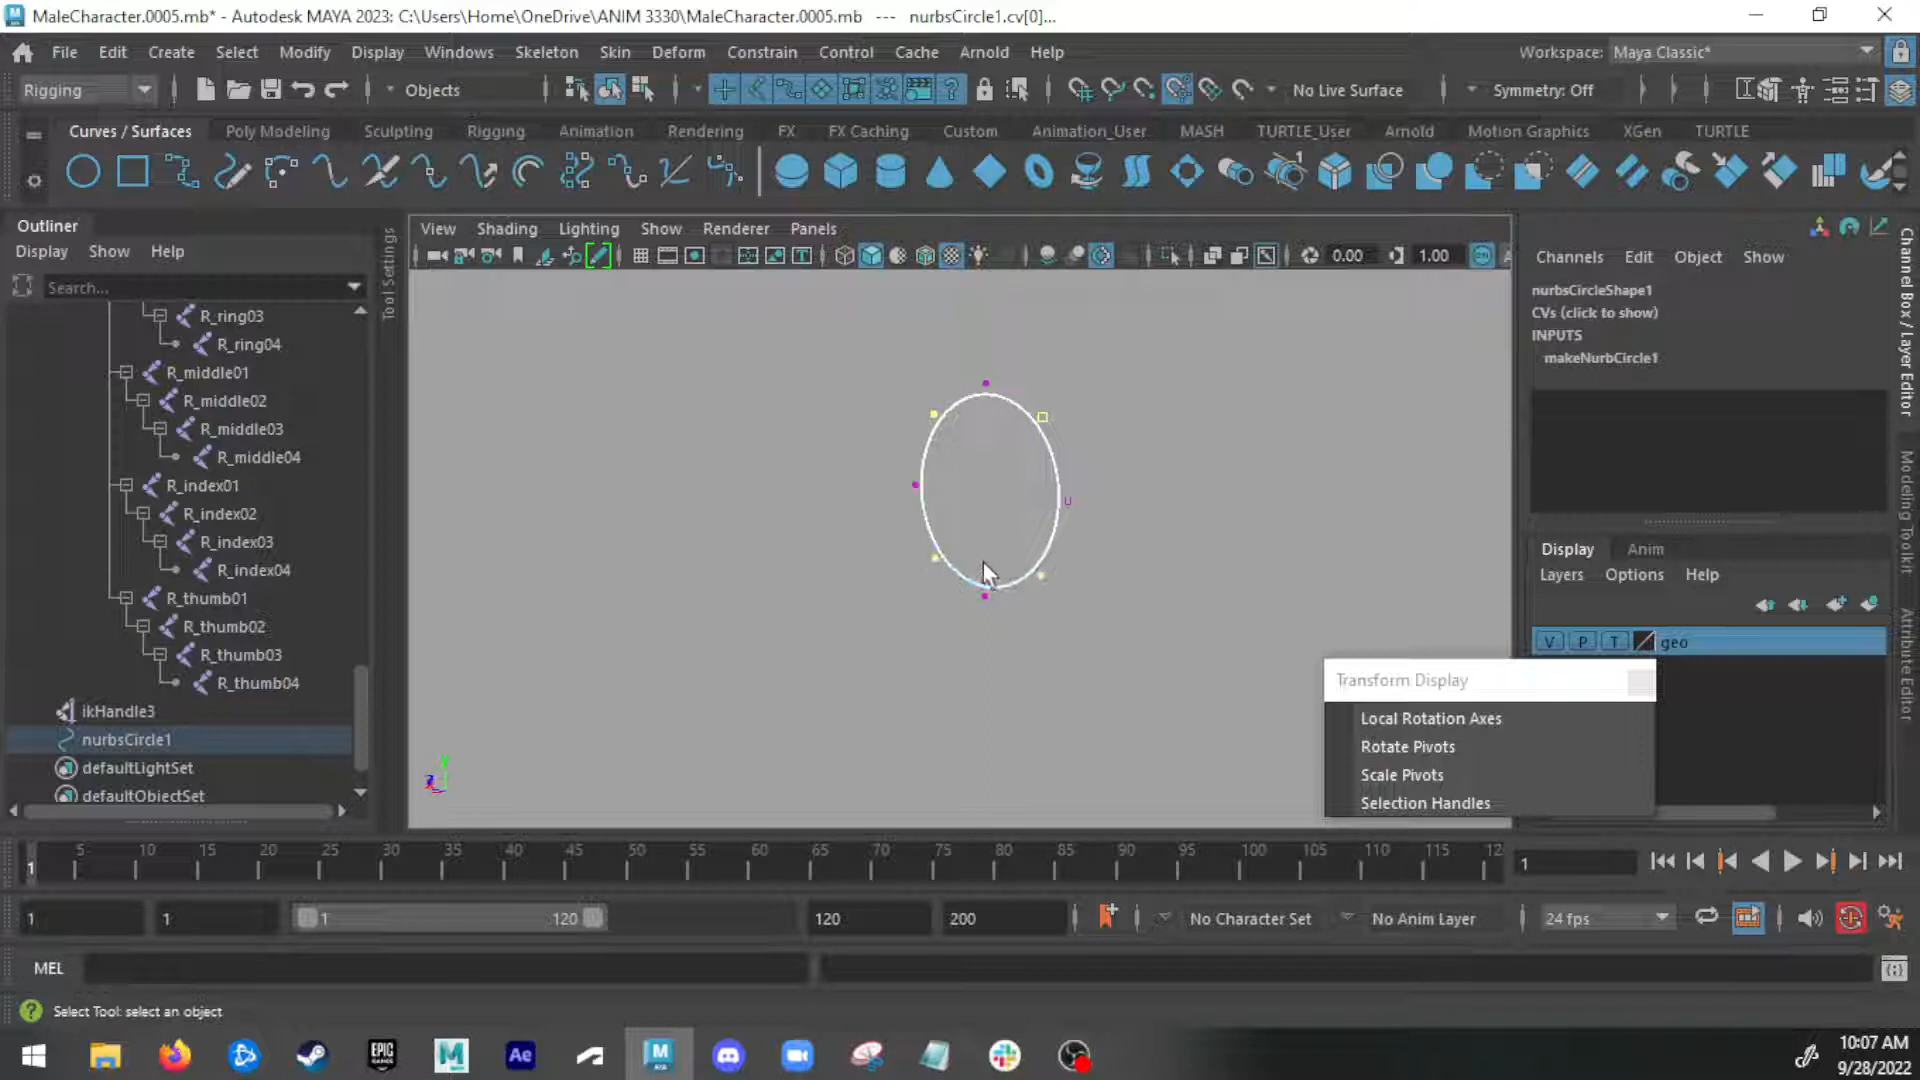 MaleCharacter.0005.mb* - Autodesk MAYA 2023: C:\Users\Home\OneDrive\ANIM 3330\MaleCharacter.0005.mb   ---   nurbsCircle1.cv[0]...
File Edit Create Select Modify Display Windows Skeleton Skin Deform Constrain Control Cache Arnold Help Workspace: Maya Classic*
Rigging Objects No Live Surface Symmetry: Off
Curves / Surfaces Poly Modeling Sculpting Rigging Animation Rendering FX FX Caching Custom Animation_User MASH TURTLE_User Arnold Motion Graphics XGen TURTLE
Outliner
Display Show Help
Search...
R_ring03
R_ring04
R_middle01
R_middle02
R_middle03
R_middle04
R_index01
R_index02
R_index03
R_index04
R_thumb01
R_thumb02
R_thumb03
R_thumb04
ikHandle3
nurbsCircle1
defaultLightSet
defaultObjectSet
Tool Settings
View Shading Lighting Show Renderer Panels
0.00 1.00
U
Y
Z
Transform Display
Local Rotation Axes
Rotate Pivots
Scale Pivots
Selection Handles
Channels Edit Object Show
nurbsCircleShape1
CVs (click to show)
INPUTS
makeNurbCircle1
Display Anim
Layers Options Help
V P T geo
Channel Box / Layer Editor
Modeling Toolkit
Attribute Editor
5 10 15 20 25 30 35 40 45 50 55 60 65 70 75 80 85 90 95 100 105 110 115 12
1 1
1 1 1 120 120 200 No Character Set No Anim Layer 24 fps
MEL
Select Tool: select an object
EPIC GAMES M Ae M
10:07 AM
9/28/2022